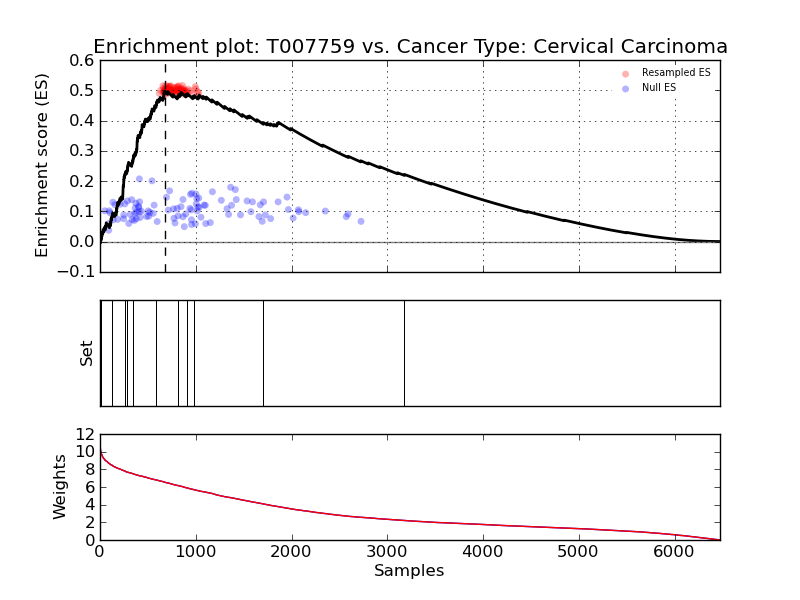 Enrichment plot: T007759 vs. Cancer Type: Cervical Carcinoma
0.6
0.5
0.4
0.3
0.2
0.1
0.0
−0.1
Enrichment score (ES)
Resampled ES
Null ES
Set
12
10
8
6
4
2
0
Weights
0 1000 2000 3000 4000 5000 6000
Samples